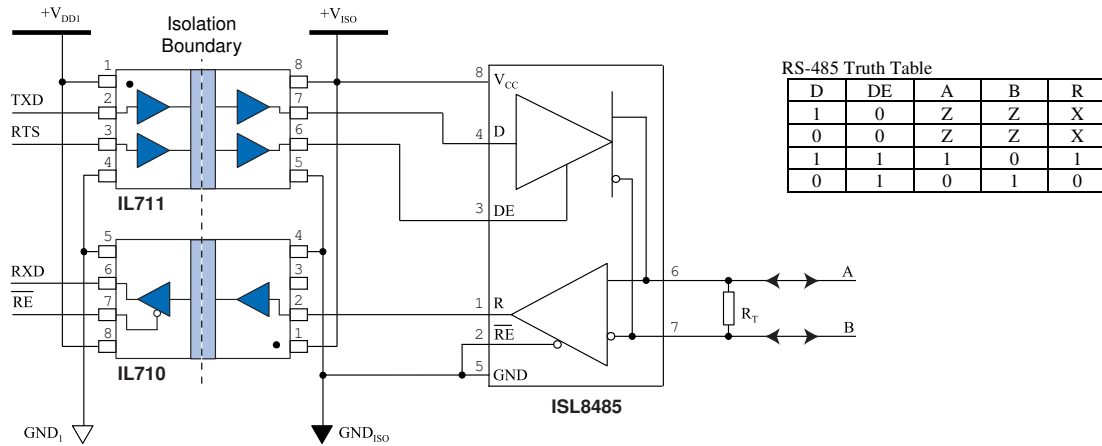 +VDD1
Isolation
Boundary
+VISO
1
8
TXD
2
7
RTS
3
6
4
5
IL711
5
4
RXD
6
3
RE
7
2
8
1
IL710
GND1
GNDISO
8
VCC
4
D
3
DE
1
R
2
RE
5
GND
ISL8485
6
A
RT
7
B
RS-485 Truth Table
D DE A B R
1 0 Z Z X
0 0 Z Z X
1 1 1 0 1
0 1 0 1 0